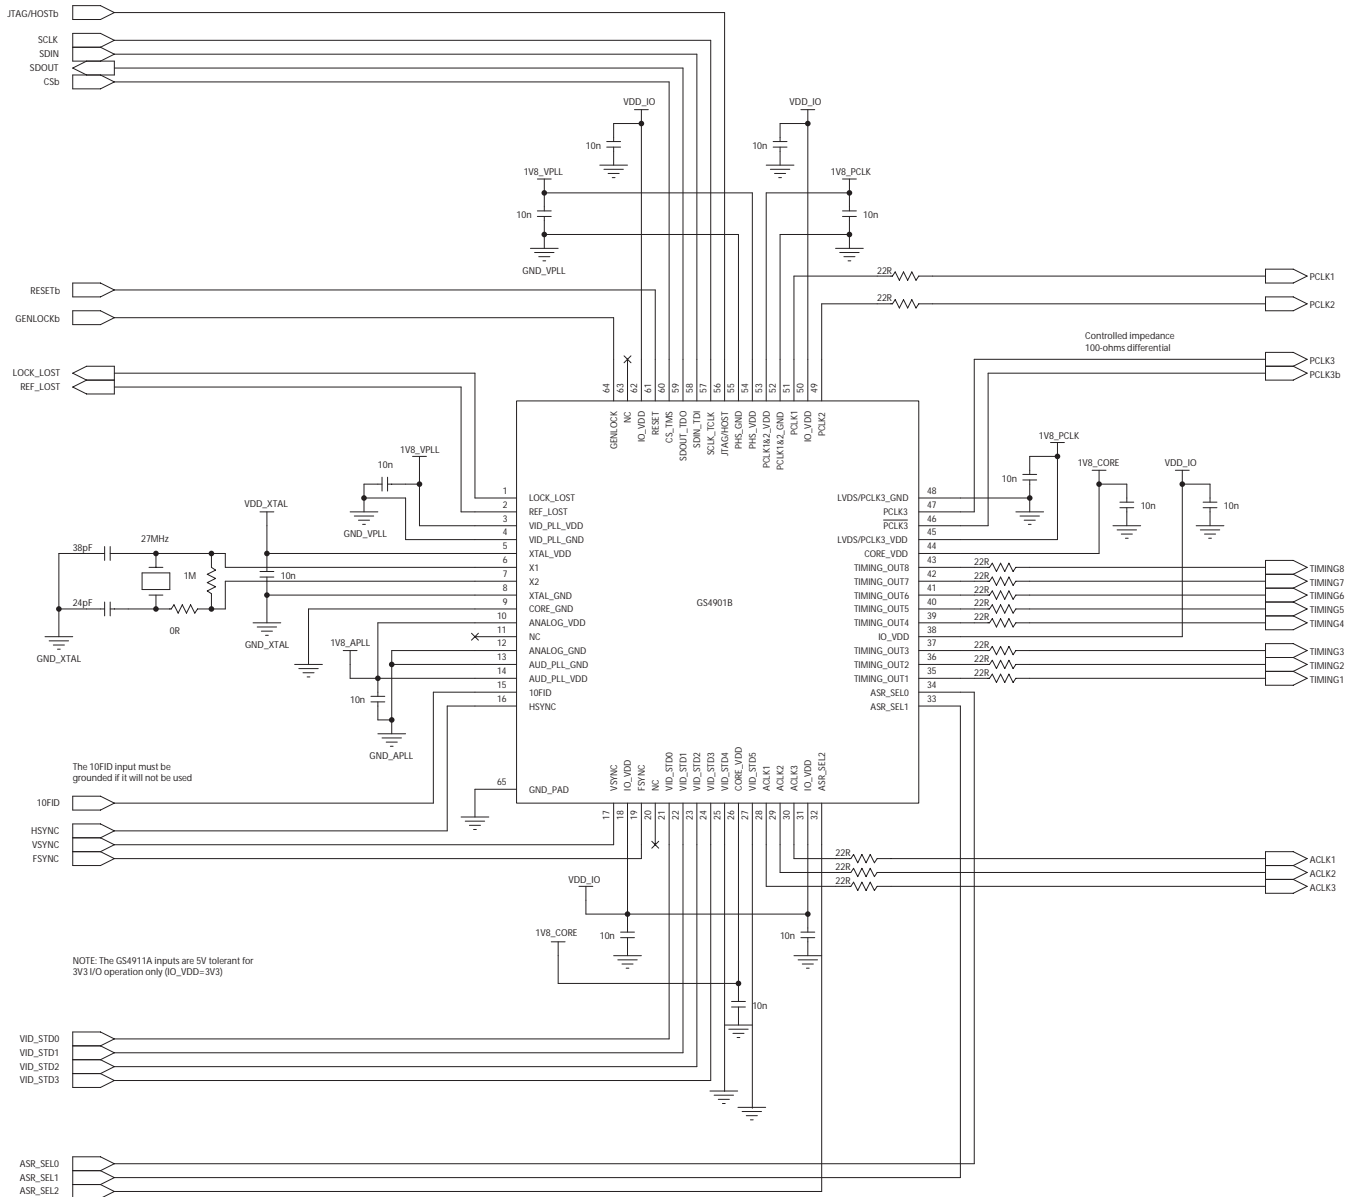 JTAG/HOSTb
SCLK
SDIN
SDOUT
CSb
VDD_IO
VDD_IO
10n
10n
1V8_VPLL
1V8_PCLK
10n
10n
GND_VPLL
22R
PCLK1
RESETb
22R
PCLK2
GENLOCKb
Controlled impedance
100-ohms differential
PCLK3
LOCK_LOST
PCLK3b
REF_LOST
64
63
62
61
60
59
58
57
56
55
54
53
52
51
50
49
GENLOCK
NC
IO_VDD
RESET
CS_TMS
SDOUT_TDO
SDIN_TDI
SCLK_TCLK
JTAG/HOST
PHS_GND
PHS_VDD
PCLK1&2_VDD
PCLK1&2_GND
PCLK1
IO_VDD
PCLK2
1V8_VPLL
10n
GND_VPLL
VDD_XTAL
38pF
27MHz
1M
10n
24pF
0R
GND_XTAL
GND_XTAL
1V8_APLL
10n
GND_APLL
1 LOCK_LOST
2 REF_LOST
3 VID_PLL_VDD
4 VID_PLL_GND
5 XTAL_VDD
6 X1
7 X2
8 XTAL_GND
9 CORE_GND
10 ANALOG_VDD
11 NC
12 ANALOG_GND
13 AUD_PLL_GND
14 AUD_PLL_VDD
15 10FID
16 HSYNC
65 GND_PAD
GS4901B
1V8_PCLK
10n
1V8_CORE
10n
VDD_IO
10n
LVDS/PCLK3_GND 48
PCLK3 47
PCLK3 46
LVDS/PCLK3_VDD 45
CORE_VDD 44
TIMING_OUT8 43 22R TIMING8
TIMING_OUT7 42 22R TIMING7
TIMING_OUT6 41 22R TIMING6
TIMING_OUT5 40 22R TIMING5
TIMING_OUT4 39 22R TIMING4
IO_VDD 38
TIMING_OUT3 37 22R TIMING3
TIMING_OUT2 36 22R TIMING2
TIMING_OUT1 35 22R TIMING1
ASR_SEL0 34
ASR_SEL1 33
The 10FID input must be
grounded if it will not be used
10FID
HSYNC
VSYNC
FSYNC
VSYNC
IO_VDD
FSYNC
NC
VID_STD0
VID_STD1
VID_STD2
VID_STD3
VID_STD4
CORE_VDD
VID_STD5
ACLK1
ACLK2
ACLK3
IO_VDD
ASR_SEL2
17
18
19
20
21
22
23
24
25
26
27
28
29
30
31
32
22R ACLK1
22R ACLK2
22R ACLK3
VDD_IO
1V8_CORE
10n
10n
10n
NOTE: The GS4911A inputs are 5V tolerant for
3V3 I/O operation only (IO_VDD=3V3)
VID_STD0
VID_STD1
VID_STD2
VID_STD3
ASR_SEL0
ASR_SEL1
ASR_SEL2